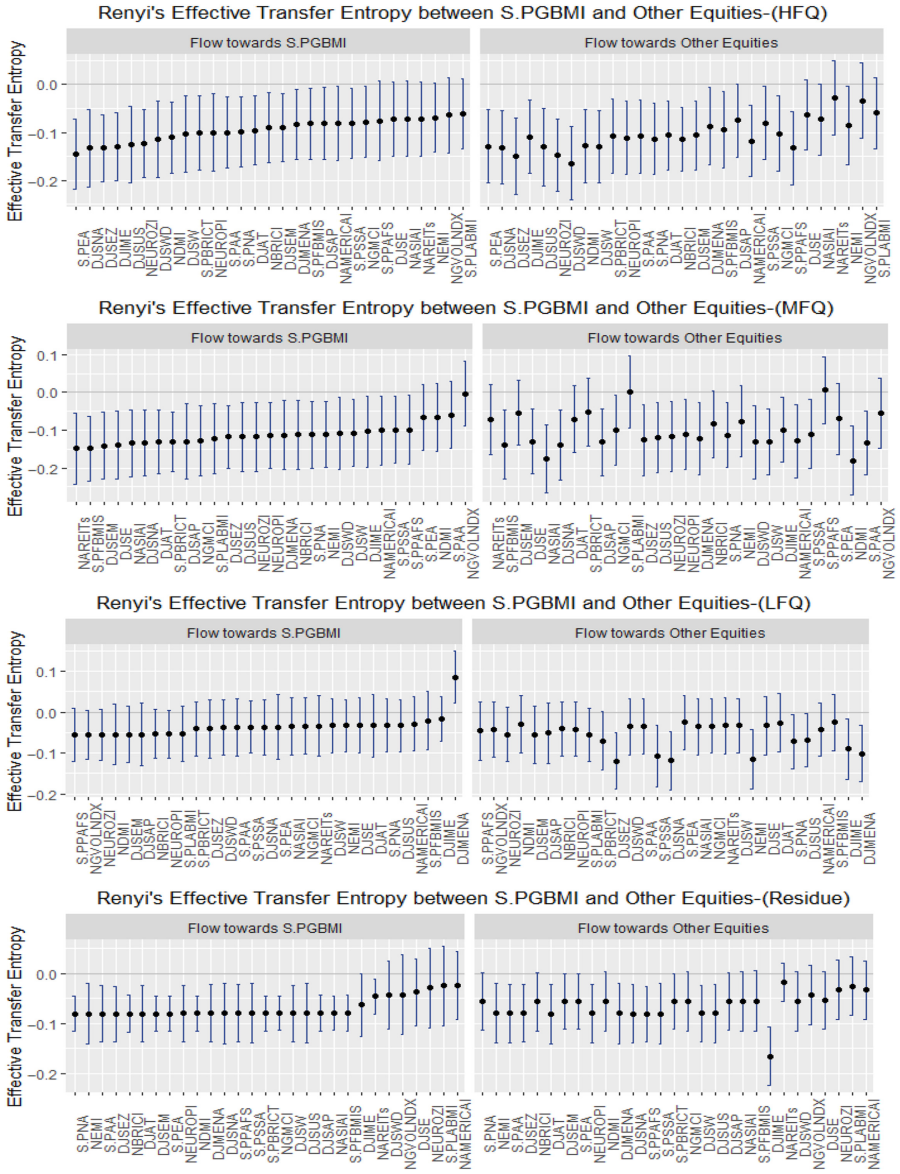 Renyi's Effective Transfer Entropy between S.PGBMI and Other Equities-(HFQ)
Flow towards S.PGBMI
Flow towards Other Equities
Effective Transfer Entropy
0.0
−0.1
−0.2
S.PEA
DJSNA
DJSEZ
DJIME
DJSUS
NEUROZI
DJSWD
NDMI
DJSW
S.PBRICT
NEUROPI
S.PAA
S.PNA
DJAT
NBRICI
DJSEM
DJMENA
S.PFBMIS
DJSAP
NAMERICAI
S.PSSA
NGMCI
S.PPAFS
DJSE
NASIAI
NAREITs
NEMI
NGVOLNDX
S.PLABMI
S.PEA
DJSNA
DJSEZ
DJIME
DJSUS
NEUROZI
DJSWD
NDMI
DJSW
S.PBRICT
NEUROPI
S.PAA
S.PNA
DJAT
NBRICI
DJSEM
DJMENA
S.PFBMIS
DJSAP
NAMERICAI
S.PSSA
NGMCI
S.PPAFS
DJSE
NASIAI
NAREITs
NEMI
NGVOLNDX
S.PLABMI
Renyi's Effective Transfer Entropy between S.PGBMI and Other Equities-(MFQ)
Flow towards S.PGBMI
Flow towards Other Equities
Effective Transfer Entropy
0.1
0.0
−0.1
−0.2
NAREITs
S.PFBMIS
DJSEM
DJSE
NASIAI
DJSNA
DJAT
S.PBRICT
DJSAP
NGMCI
S.PLABMI
DJSEZ
DJSUS
NEUROZI
NEUROPI
DJMENA
NBRICI
S.PNA
NEMI
DJSWD
DJSW
DJIME
NAMERICAI
S.PSSA
S.PPAFS
S.PEA
NDMI
S.PAA
NGVOLNDX
NAREITs
S.PFBMIS
DJSEM
DJSE
NASIAI
DJSNA
DJAT
S.PBRICT
DJSAP
NGMCI
S.PLABMI
DJSEZ
DJSUS
NEUROZI
NEUROPI
DJMENA
NBRICI
S.PNA
NEMI
DJSWD
DJSW
DJIME
NAMERICAI
S.PSSA
S.PPAFS
S.PEA
NDMI
S.PAA
NGVOLNDX
Renyi's Effective Transfer Entropy between S.PGBMI and Other Equities-(LFQ)
Flow towards S.PGBMI
Flow towards Other Equities
Effective Transfer Entropy
0.1
0.0
−0.1
−0.2
S.PPAFS
NGVOLNDX
NEUROZI
NDMI
DJSEM
DJSAP
NBRICI
NEUROPI
S.PLABMI
S.PBRICT
DJSEZ
DJSWD
S.PAA
S.PSSA
DJSNA
S.PEA
NASIAI
NGMCI
NAREITs
DJSW
NEMI
DJSE
DJAT
S.PNA
DJSUS
NAMERICAI
S.PFBMIS
DJIME
DJMENA
S.PPAFS
NGVOLNDX
NEUROZI
NDMI
DJSEM
DJSAP
NBRICI
NEUROPI
S.PLABMI
S.PBRICT
DJSEZ
DJSWD
S.PAA
S.PSSA
DJSNA
S.PEA
NASIAI
NGMCI
NAREITs
DJSW
NEMI
DJSE
DJAT
S.PNA
DJSUS
NAMERICAI
S.PFBMIS
DJIME
DJMENA
Renyi's Effective Transfer Entropy between S.PGBMI and Other Equities-(Residue)
Flow towards S.PGBMI
Flow towards Other Equities
Effective Transfer Entropy
0.0
−0.1
−0.2
S.PNA
NEMI
S.PAA
DJSEZ
NBRICI
DJAT
DJSEM
S.PEA
NEUROPI
NDMI
DJMENA
DJSNA
S.PPAFS
S.PSSA
S.PBRICT
NGMCI
DJSW
DJSUS
DJSAP
NASIAI
S.PFBMIS
DJIME
NAREITs
DJSWD
NGVOLNDX
DJSE
NEUROZI
S.PLABMI
NAMERICAI
S.PNA
NEMI
S.PAA
DJSEZ
NBRICI
DJAT
DJSEM
S.PEA
NEUROPI
NDMI
DJMENA
DJSNA
S.PPAFS
S.PSSA
S.PBRICT
NGMCI
DJSW
DJSUS
DJSAP
NASIAI
S.PFBMIS
DJIME
NAREITs
DJSWD
NGVOLNDX
DJSE
NEUROZI
S.PLABMI
NAMERICAI